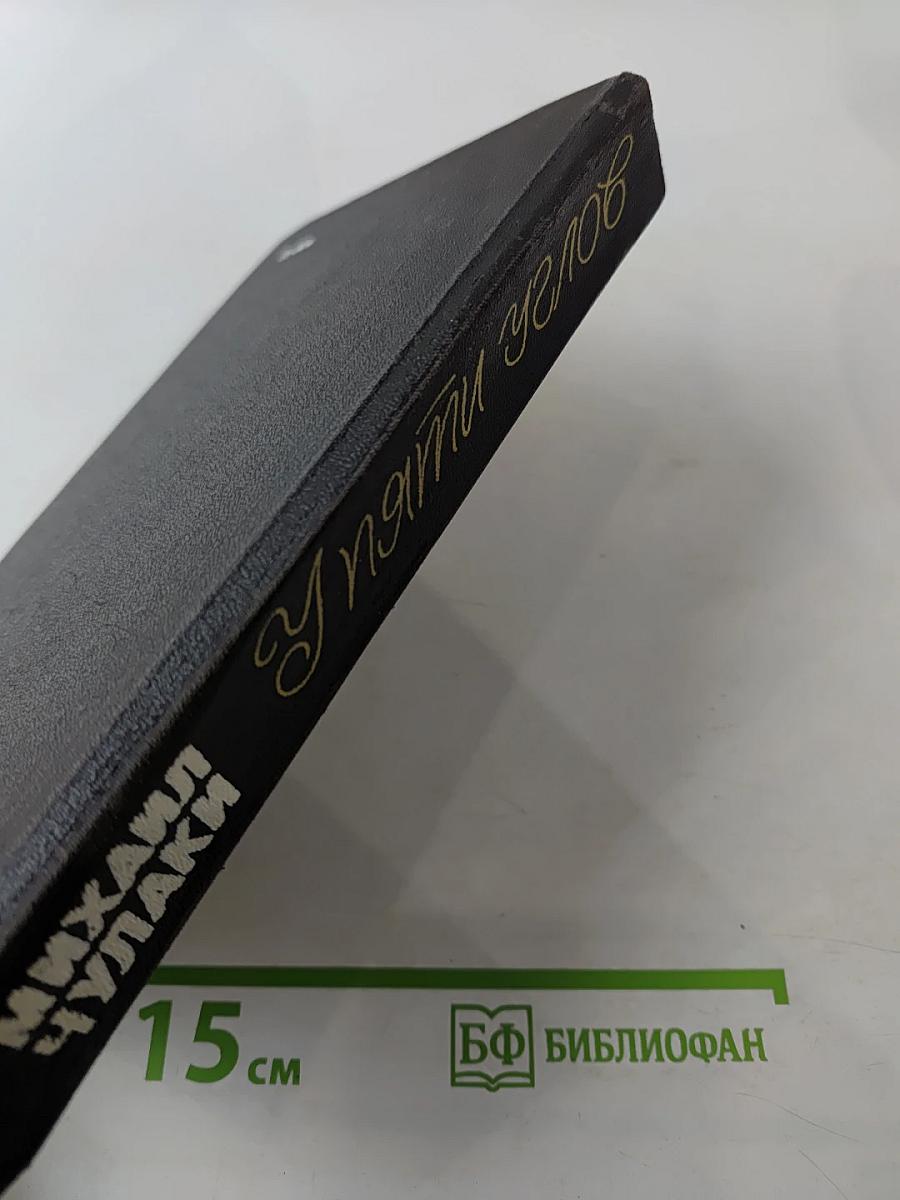 МИХАИЛ
ЧУЛАКИ
У пяти углов
15 см
БФ БИБЛИОФАН